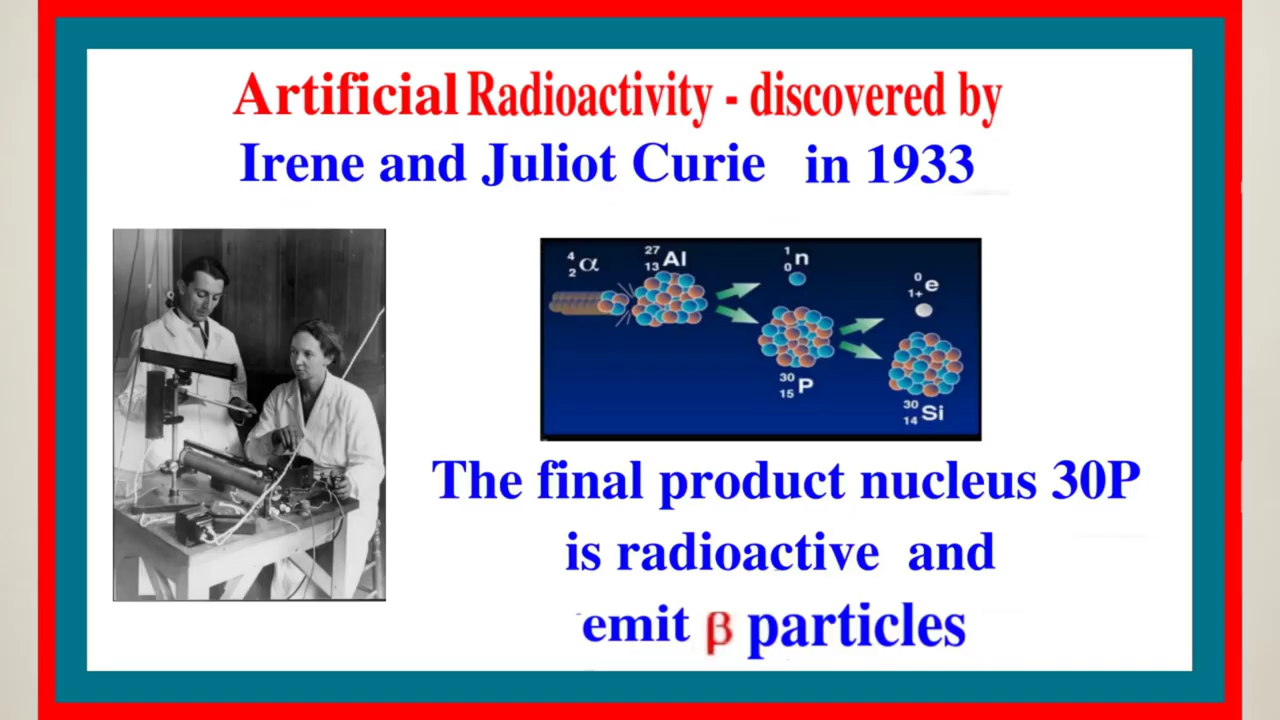 Artificial Radioactivity - discovered by
Irene and Juliot Curie in 1933
4 2 α
27 13 Al
1 0 n
0 1+ e
30 15 P
30 14 Si
The final product nucleus 30P
is radioactive and
emit β particles